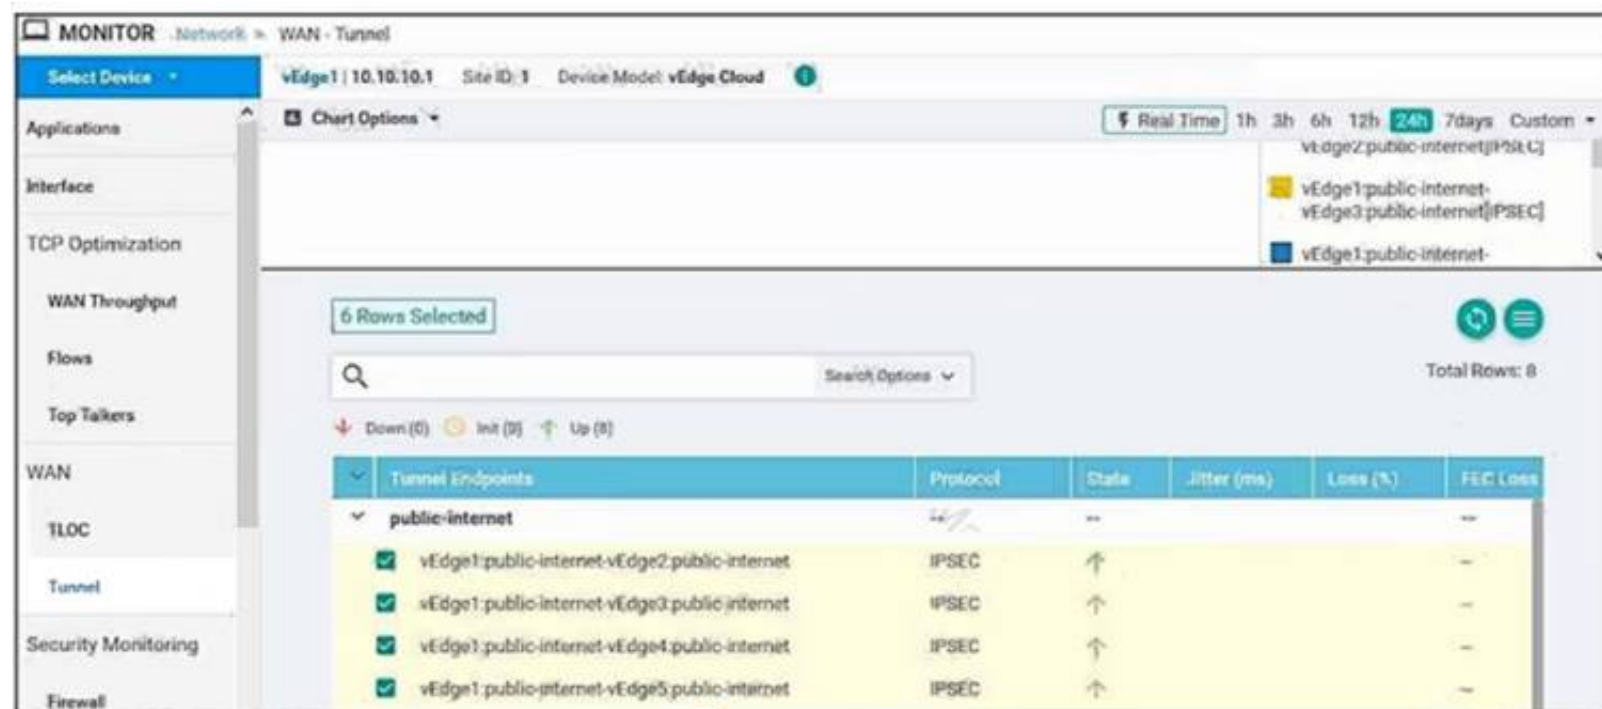 MONITOR Network > WAN - Tunnel
Select Device
vEdge1 | 10.10.10.1 Site ID: 1 Device Model: vEdge Cloud
Chart Options
Real Time 1h 3h 6h 12h 24h 7days Custom
vEdge2:public-internet[IPSEC]
vEdge1:public-internet-
vEdge3:public-internet[IPSEC]
vEdge1:public-internet-
Applications
Interface
TCP Optimization
WAN Throughput
Flows
Top Talkers
WAN
TLOC
Tunnel
Security Monitoring
Firewall
6 Rows Selected
Search Options
Total Rows: 8
Down (0) Init (0) Up (8)
Tunnel Endpoints Protocol State Jitter (ms) Loss (%) FEC Loss
public-internet -- -- --
vEdge1:public-internet-vEdge2:public-internet IPSEC --
vEdge1:public-internet-vEdge3:public-internet IPSEC --
vEdge1:public-internet-vEdge4:public-internet IPSEC --
vEdge1:public-internet-vEdge5:public-internet IPSEC --